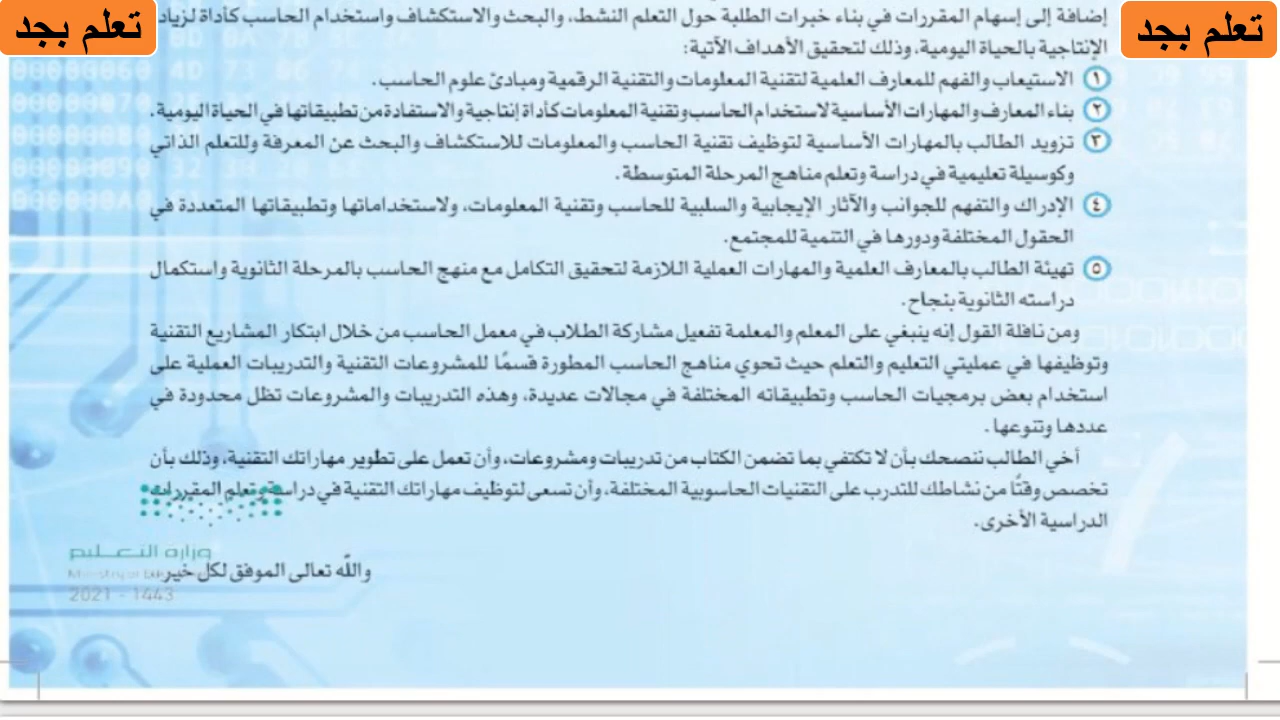 تعلم بجد
تعلم بجد
إضافة إلى إسهام المقررات في بناء خبرات الطلبة حول التعلم النشط، والبحث والاستكشاف واستخدام الحاسب كأداة لزيادة
الإنتاجية بالحياة اليومية، وذلك لتحقيق الأهداف الآتية:
١ الاستيعاب والفهم للمعارف العلمية لتقنية المعلومات والتقنية الرقمية ومبادئ علوم الحاسب.
٢ بناء المعارف والمهارات الأساسية لاستخدام الحاسب وتقنية المعلومات كأداة إنتاجية والاستفادة من تطبيقاتها في الحياة اليومية.
٣ تزويد الطالب بالمهارات الأساسية لتوظيف تقنية الحاسب والمعلومات للاستكشاف والبحث عن المعرفة وللتعلم الذاتي
وكوسيلة تعليمية في دراسة وتعلم مناهج المرحلة المتوسطة.
٤ الإدراك والتفهم للجوانب والآثار الإيجابية والسلبية للحاسب وتقنية المعلومات، ولاستخداماتها وتطبيقاتها المتعددة في
الحقول المختلفة ودورها في التنمية للمجتمع.
٥ تهيئة الطالب بالمعارف العلمية والمهارات العملية اللازمة لتحقيق التكامل مع منهج الحاسب بالمرحلة الثانوية واستكمال
دراسته الثانوية بنجاح.
ومن نافلة القول إنه ينبغي على المعلم والمعلمة تفعيل مشاركة الطلاب في معمل الحاسب من خلال ابتكار المشاريع التقنية
وتوظيفها في عمليتي التعليم والتعلم حيث تحوي مناهج الحاسب المطورة قسمًا للمشروعات التقنية والتدريبات العملية على
استخدام بعض برمجيات الحاسب وتطبيقاته المختلفة في مجالات عديدة، وهذه التدريبات والمشروعات تظل محدودة في
عددها وتنوعها.
أخي الطالب ننصحك بأن لا تكتفي بما تضمن الكتاب من تدريبات ومشروعات، وأن تعمل على تطوير مهاراتك التقنية، وذلك بأن
تخصص وقتًا من نشاطك للتدرب على التقنيات الحاسوبية المختلفة، وأن تسعى لتوظيف مهاراتك التقنية في دراسة وتعلم المقررات
الدراسية الأخرى.
والله تعالى الموفق لكل خير.
وزارة التعليم
Ministry of Education
2021 - 1443